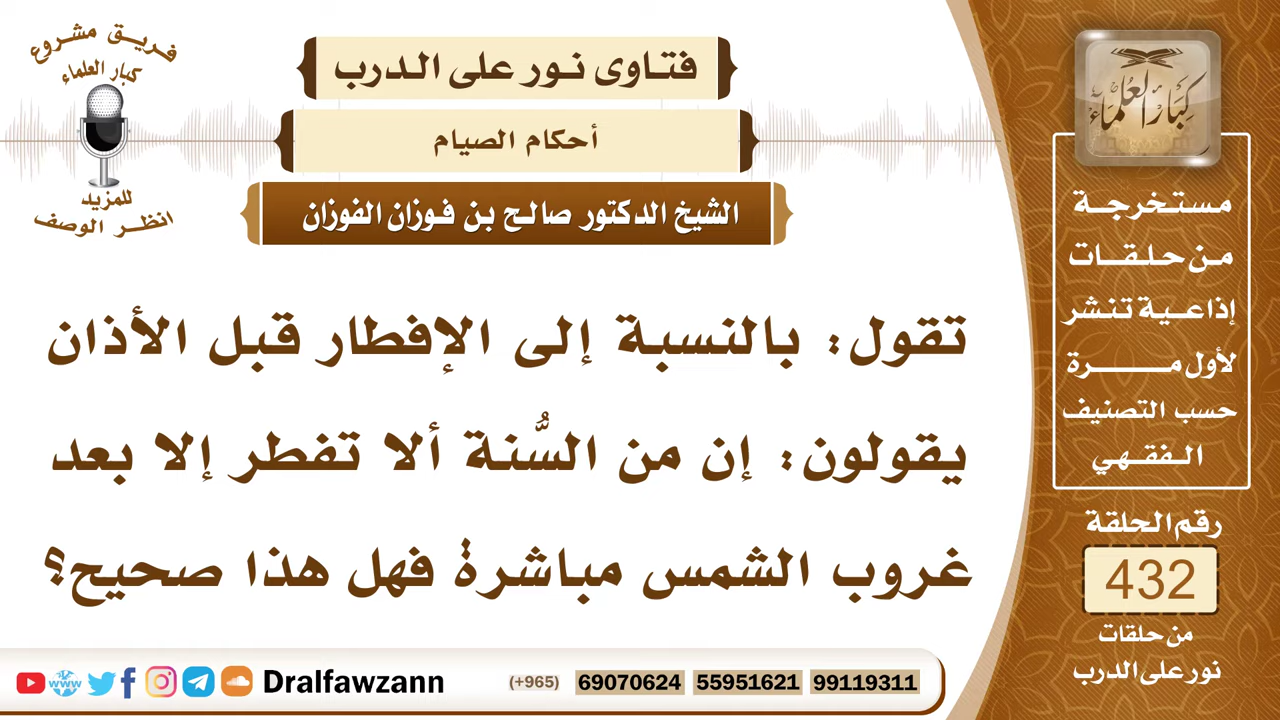 فريق مشروع
كبار العلماء
للمزيد
انظر الوصف
فتاوى نور على الدرب
أحكام الصيام
الشيخ الدكتور صالح بن فوزان الفوزان
تقول: بالنسبة إلى الإفطار قبل الأذان
يقولون: إن من السُّنة ألا تفطر إلا بعد
غروب الشمس مباشرةً فهل هذا صحيح؟
كبار العلماء
مستخرجة
من حلقات
إذاعية تنشر
لأول مرة
حسب التصنيف
الفقهي
رقم الحلقة
432
من حلقات
نور على الدرب
www
Dralfawzann
(+965) 69070624 55951621 99119311